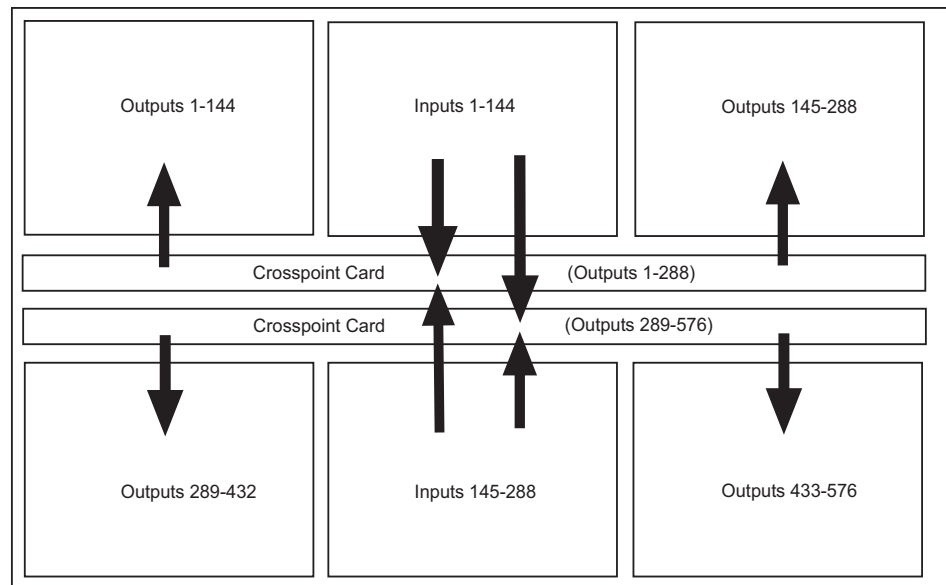 Outputs 1-144
Inputs 1-144
Outputs 145-288
Crosspoint Card
(Outputs 1-288)
Crosspoint Card
(Outputs 289-576)
Outputs 289-432
Inputs 145-288
Outputs 433-576